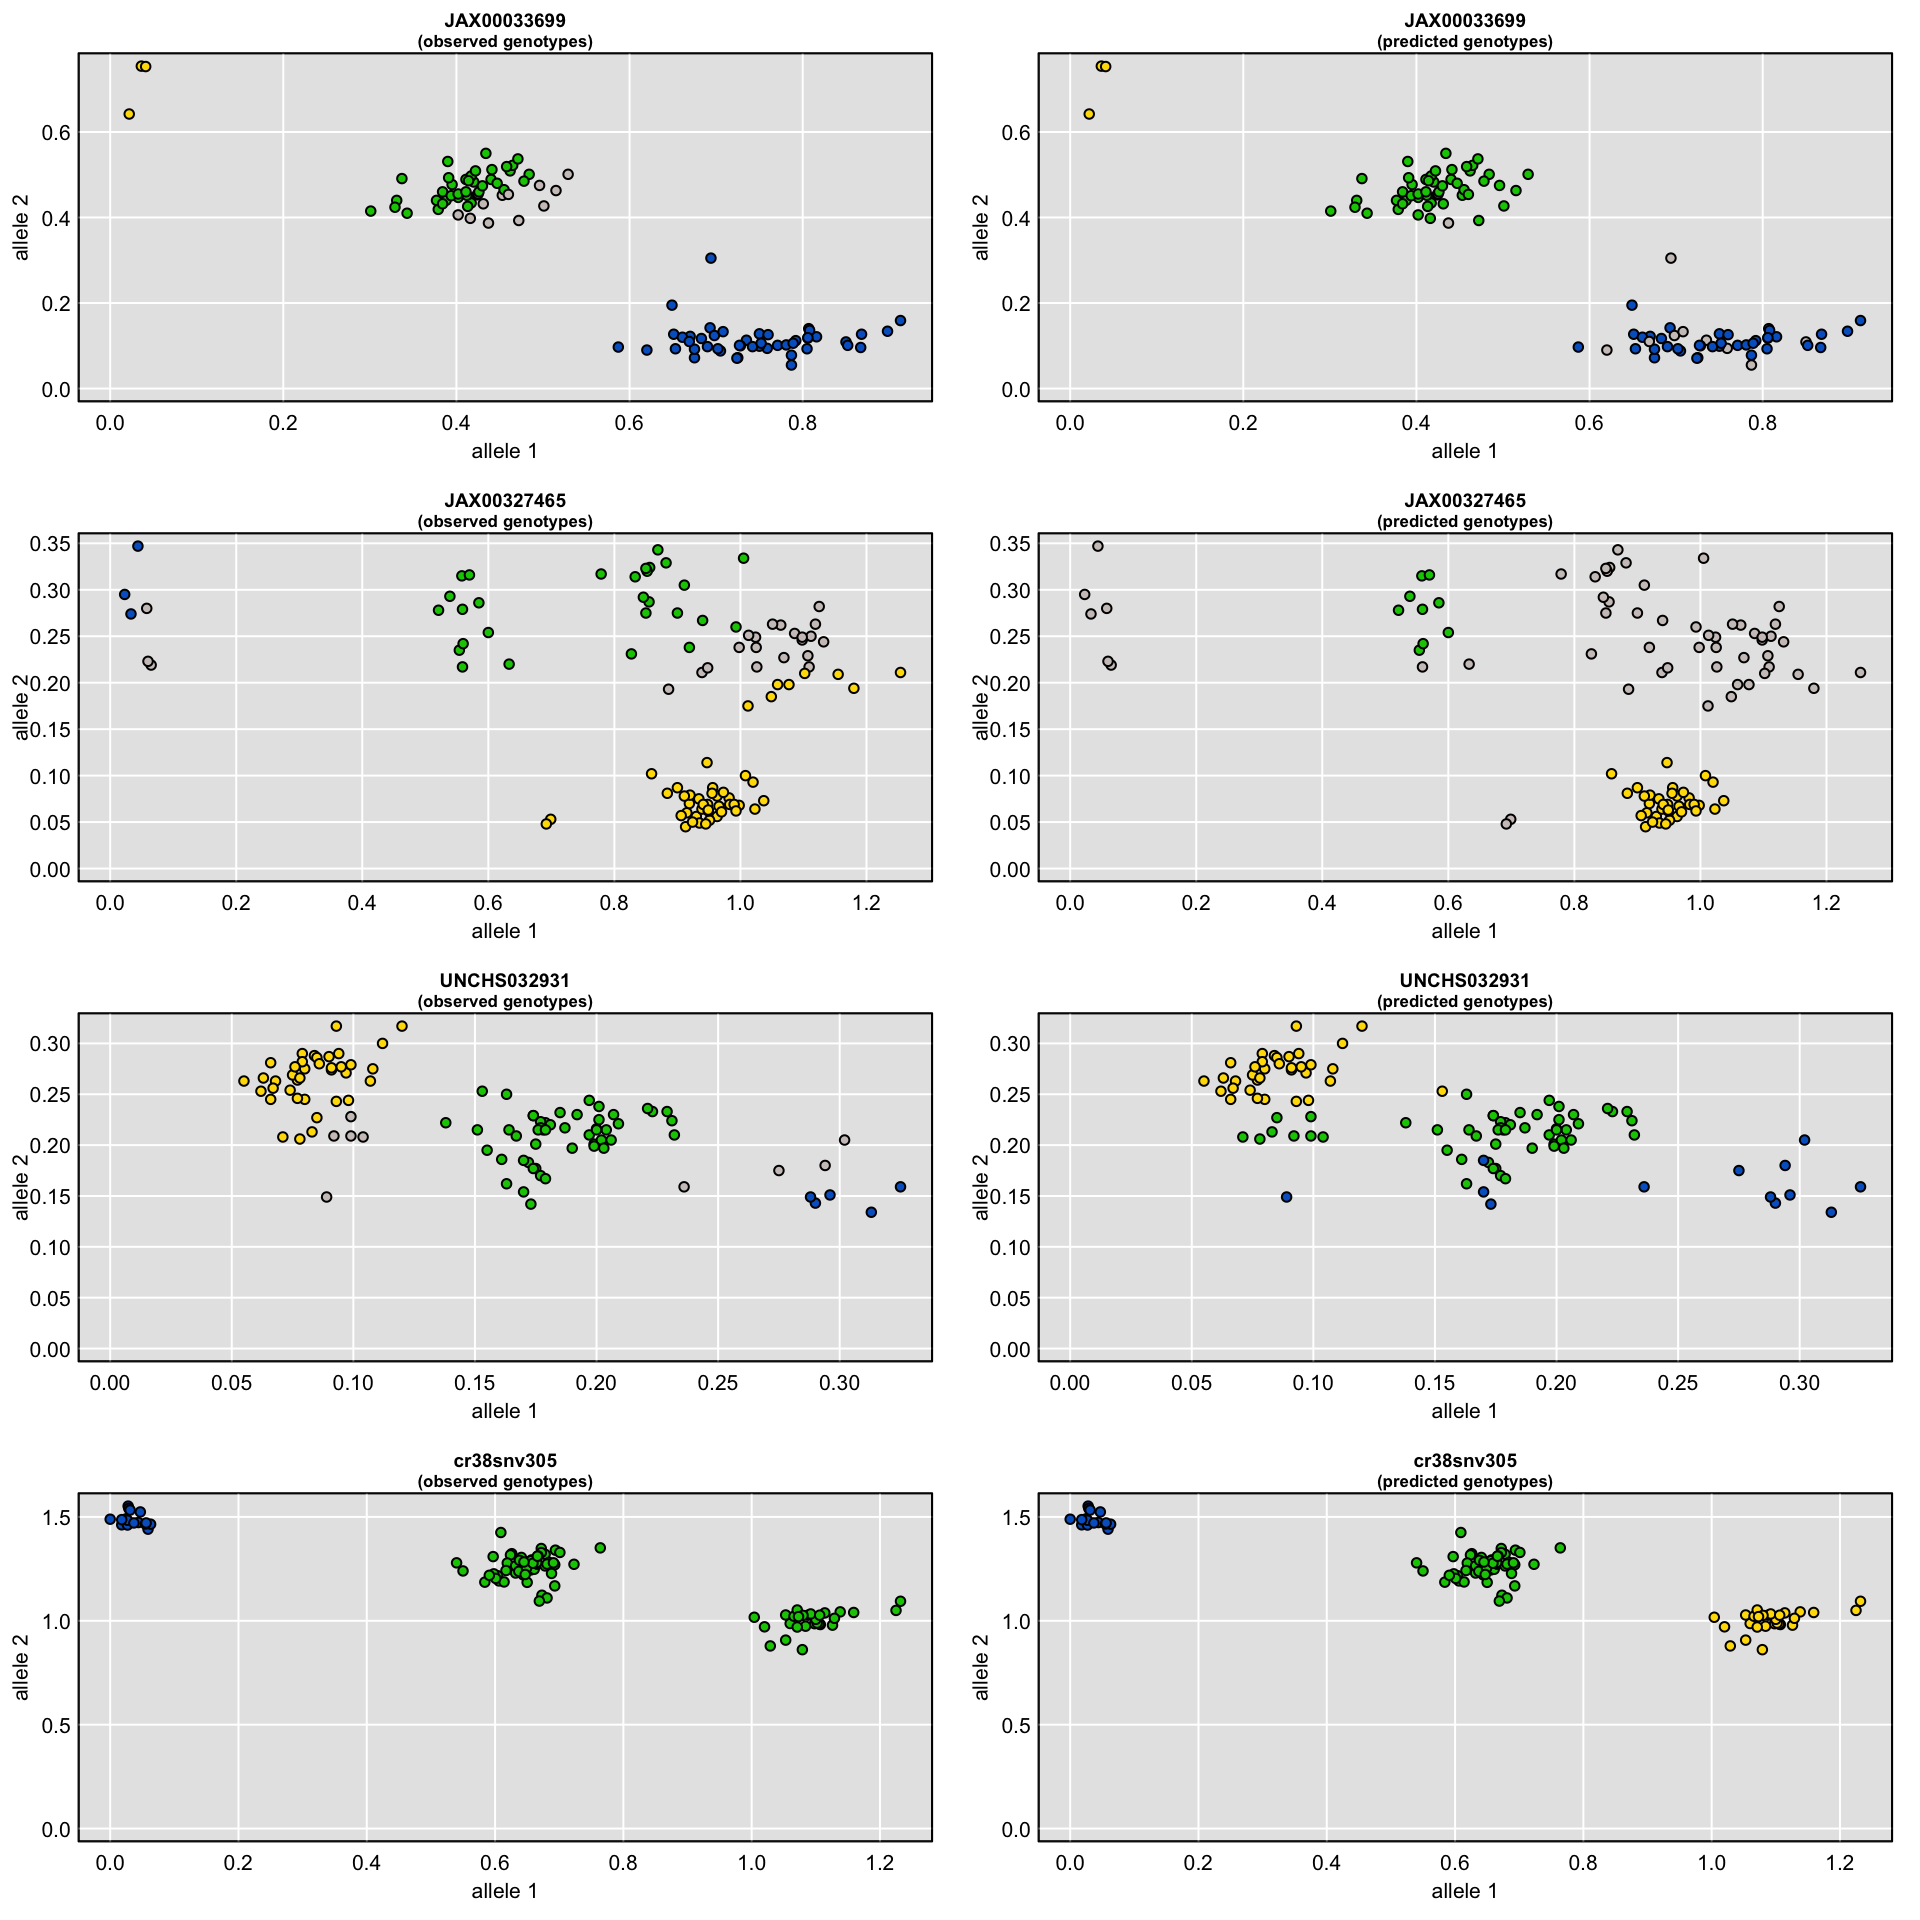 JAX00033699
(observed genotypes)
allele 2
0.6
0.4
0.2
0.0
0.0 0.2 0.4 0.6 0.8
allele 1
JAX00033699
(predicted genotypes)
allele 2
0.6
0.4
0.2
0.0
0.0 0.2 0.4 0.6 0.8
allele 1
JAX00327465
(observed genotypes)
allele 2
0.35
0.30
0.25
0.20
0.15
0.10
0.05
0.00
0.0 0.2 0.4 0.6 0.8 1.0 1.2
allele 1
JAX00327465
(predicted genotypes)
allele 2
0.35
0.30
0.25
0.20
0.15
0.10
0.05
0.00
0.0 0.2 0.4 0.6 0.8 1.0 1.2
allele 1
UNCHS032931
(observed genotypes)
allele 2
0.30
0.25
0.20
0.15
0.10
0.05
0.00
0.00 0.05 0.10 0.15 0.20 0.25 0.30
allele 1
UNCHS032931
(predicted genotypes)
allele 2
0.30
0.25
0.20
0.15
0.10
0.05
0.00
0.00 0.05 0.10 0.15 0.20 0.25 0.30
allele 1
cr38snv305
(observed genotypes)
allele 2
1.5
1.0
0.5
0.0
0.0 0.2 0.4 0.6 0.8 1.0 1.2
allele 1
cr38snv305
(predicted genotypes)
allele 2
1.5
1.0
0.5
0.0
0.0 0.2 0.4 0.6 0.8 1.0 1.2
allele 1